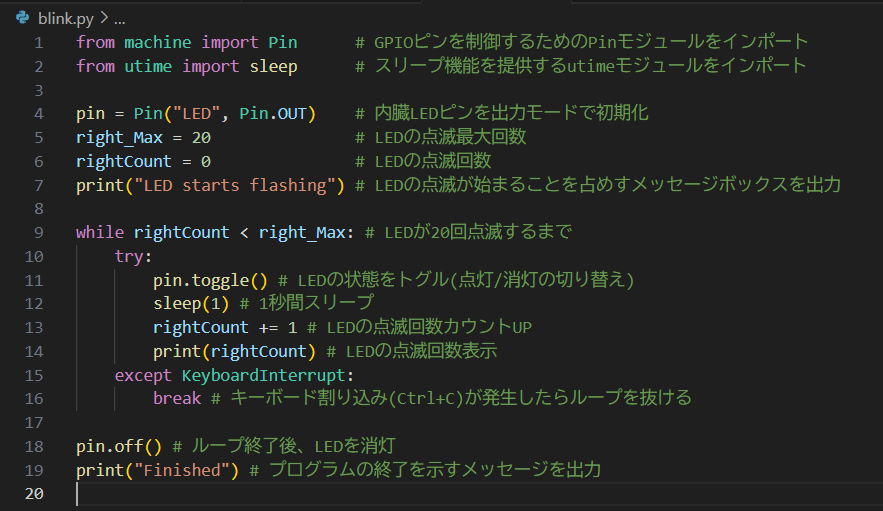 blink.py > ...
1 from machine import Pin # GPIOピンを制御するためのPinモジュールをインポート
2 from utime import sleep # スリープ機能を提供するutimeモジュールをインポート
3
4 pin = Pin("LED", Pin.OUT) # 内臓LEDピンを出力モードで初期化
5 right_Max = 20 # LEDの点滅最大回数
6 rightCount = 0 # LEDの点滅回数
7 print("LED starts flashing") # LEDの点滅が始まることを占めすメッセージボックスを出力
8
9 while rightCount < right_Max: # LEDが20回点滅するまで
10 try:
11 pin.toggle() # LEDの状態をトグル(点灯/消灯の切り替え)
12 sleep(1) # 1秒間スリープ
13 rightCount += 1 # LEDの点滅回数カウントUP
14 print(rightCount) # LEDの点滅回数表示
15 except KeyboardInterrupt:
16 break # キーボード割り込み(Ctrl+C)が発生したらループを抜ける
17
18 pin.off() # ループ終了後、LEDを消灯
19 print("Finished") # プログラムの終了を示すメッセージを出力
20